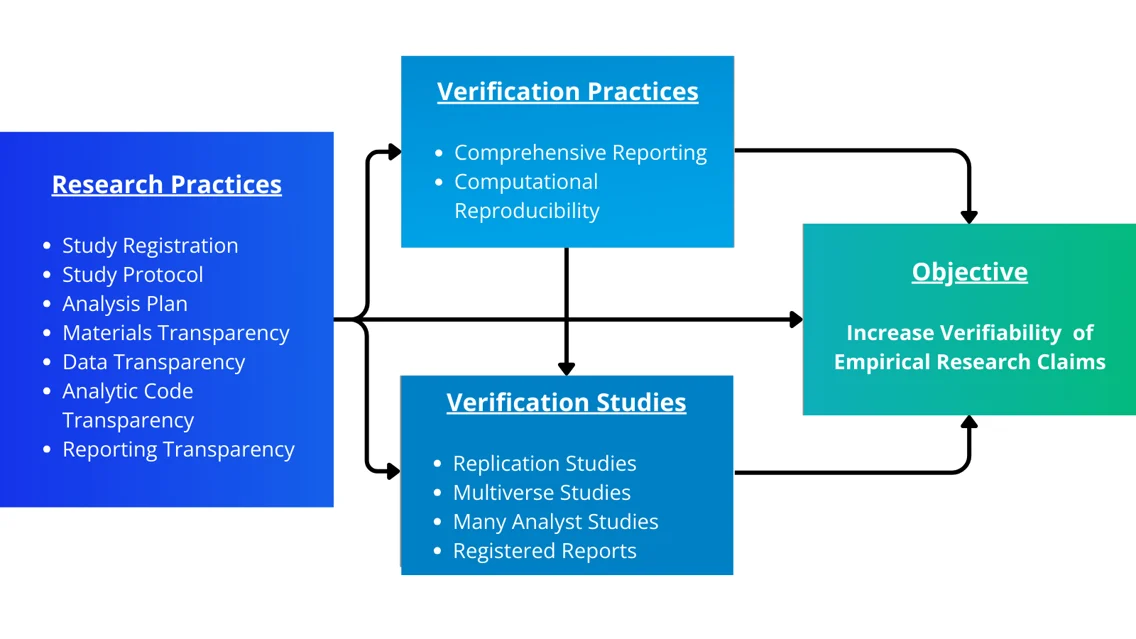 Research Practices
• Study Registration
• Study Protocol
• Analysis Plan
• Materials Transparency
• Data Transparency
• Analytic Code
Transparency
• Reporting Transparency
Verification Practices
• Comprehensive Reporting
• Computational
Reproducibility
Verification Studies
• Replication Studies
• Multiverse Studies
• Many Analyst Studies
• Registered Reports
Objective
Increase Verifiability of
Empirical Research Claims